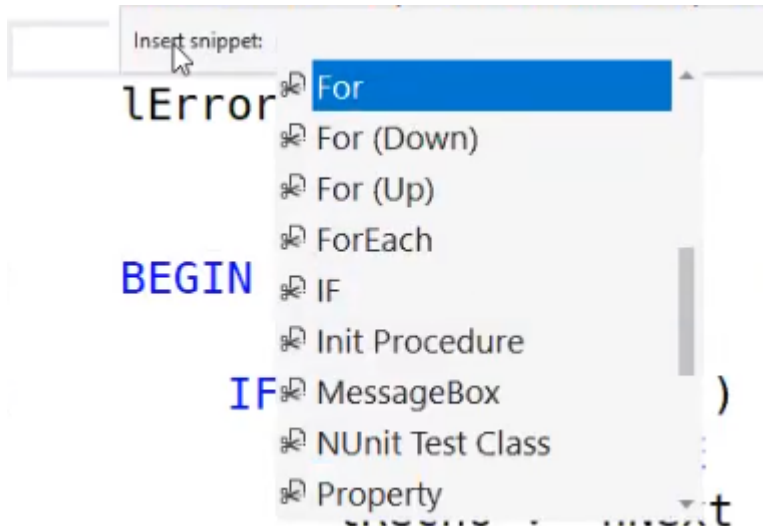 Insert snippet:
lError
For
For (Down)
For (Up)
ForEach
BEGIN
IF
Init Procedure
IF
MessageBox
)
NUnit Test Class
Property